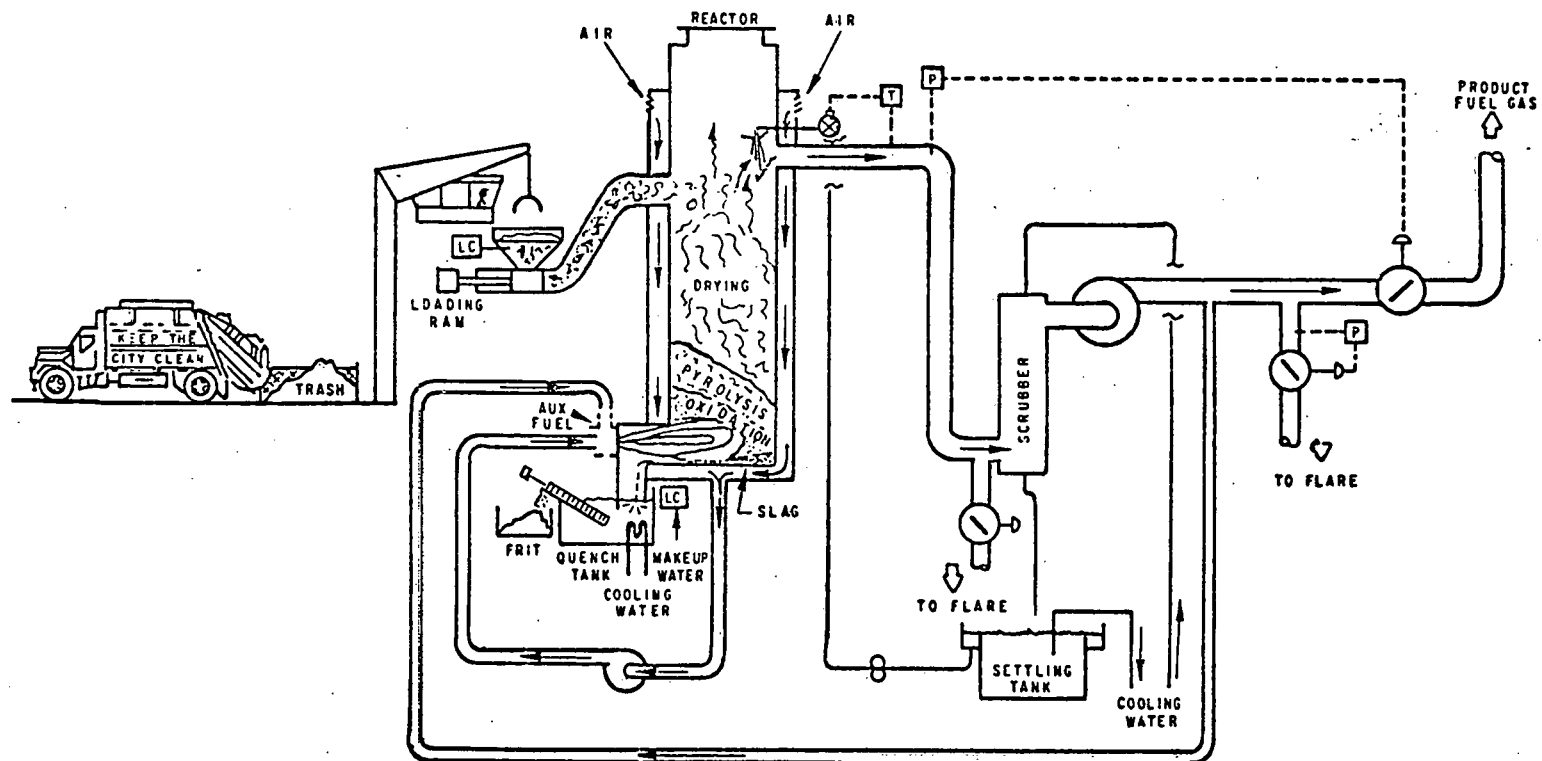 REACTOR
AIR
AIR
P
T
PRODUCT
FUEL GAS
LC
DRYING
LOADING
RAM
KEEP THE
CITY CLEAN
TRASH
PYROLYSIS
OXIDATION
AUX
FUEL
SCRUBBER
P
TO FLARE
LC
SLAG
FRIT
QUENCH
TANK
MAKEUP
WATER
COOLING
WATER
TO FLARE
SETTLING
TANK
COOLING
WATER